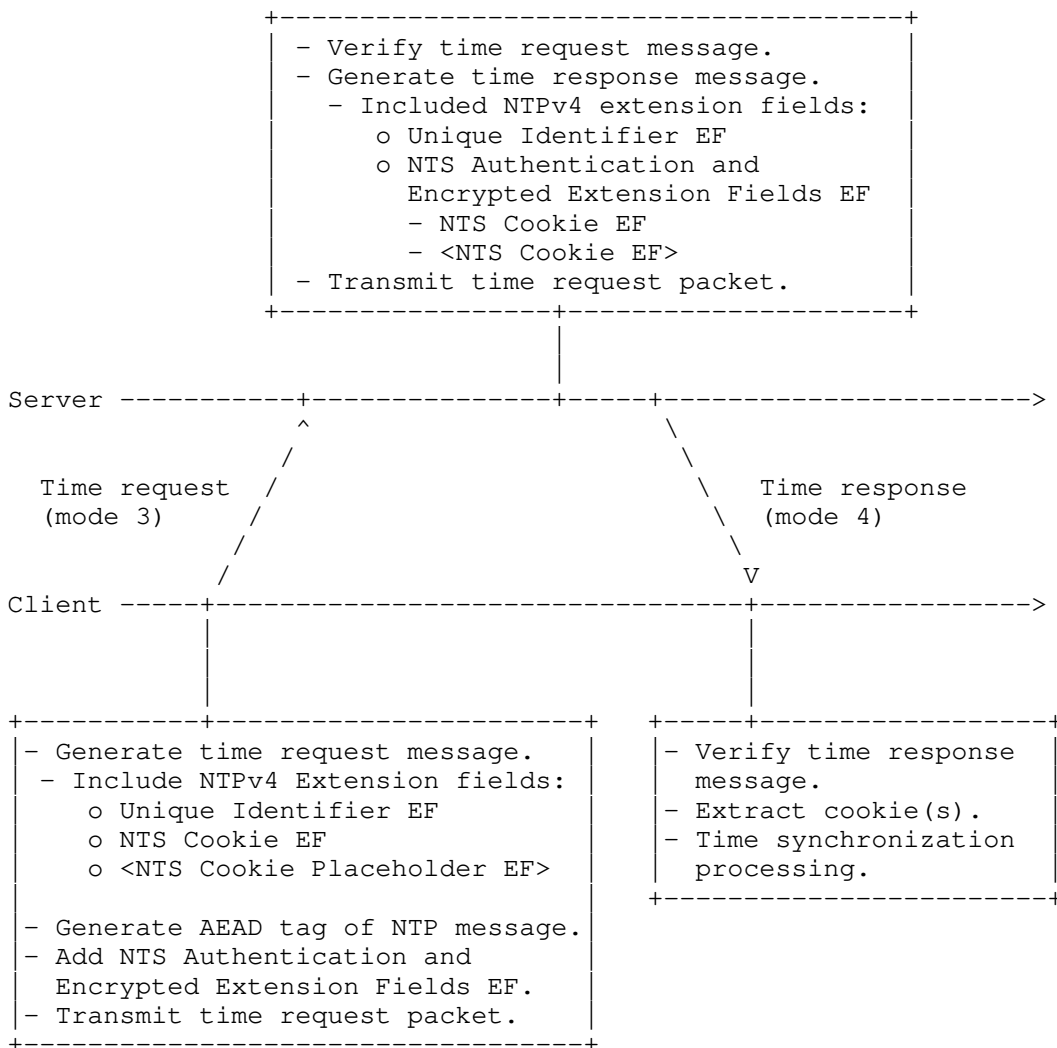 - Verify time request message.
- Generate time response message.
- Included NTPv4 extension fields:
o Unique Identifier EF
o NTS Authentication and
Encrypted Extension Fields EF
- NTS Cookie EF
- <NTS Cookie EF>
- Transmit time request packet.
Server
Time request
(mode 3)
Time response
(mode 4)
Client
- Generate time request message.
- Include NTPv4 Extension fields:
o Unique Identifier EF
o NTS Cookie EF
o <NTS Cookie Placeholder EF>
- Generate AEAD tag of NTP message.
- Add NTS Authentication and
Encrypted Extension Fields EF.
- Transmit time request packet.
- Verify time response
message.
- Extract cookie(s).
- Time synchronization
processing.